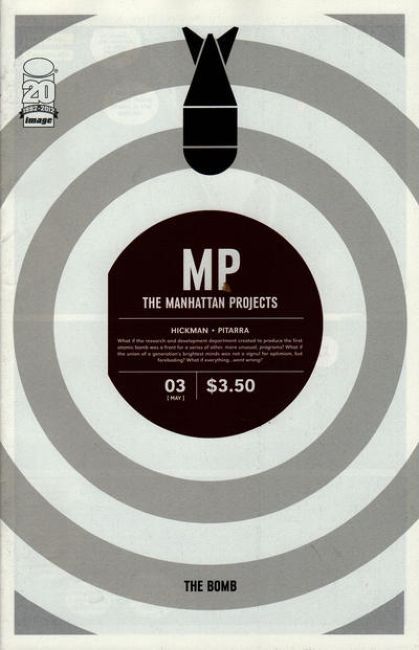 20
1992-2012
image
MP
THE MANHATTAN PROJECTS
HICKMAN • PITARRA
What if the research and development department created to produce the first
atomic bomb was a front for a series of other, more unusual, programs? What if
the union of a generation's brightest minds was not a signal for optimism, but
foreboding? What if everything...went wrong?
03
[ MAY ]
$3.50
THE BOMB